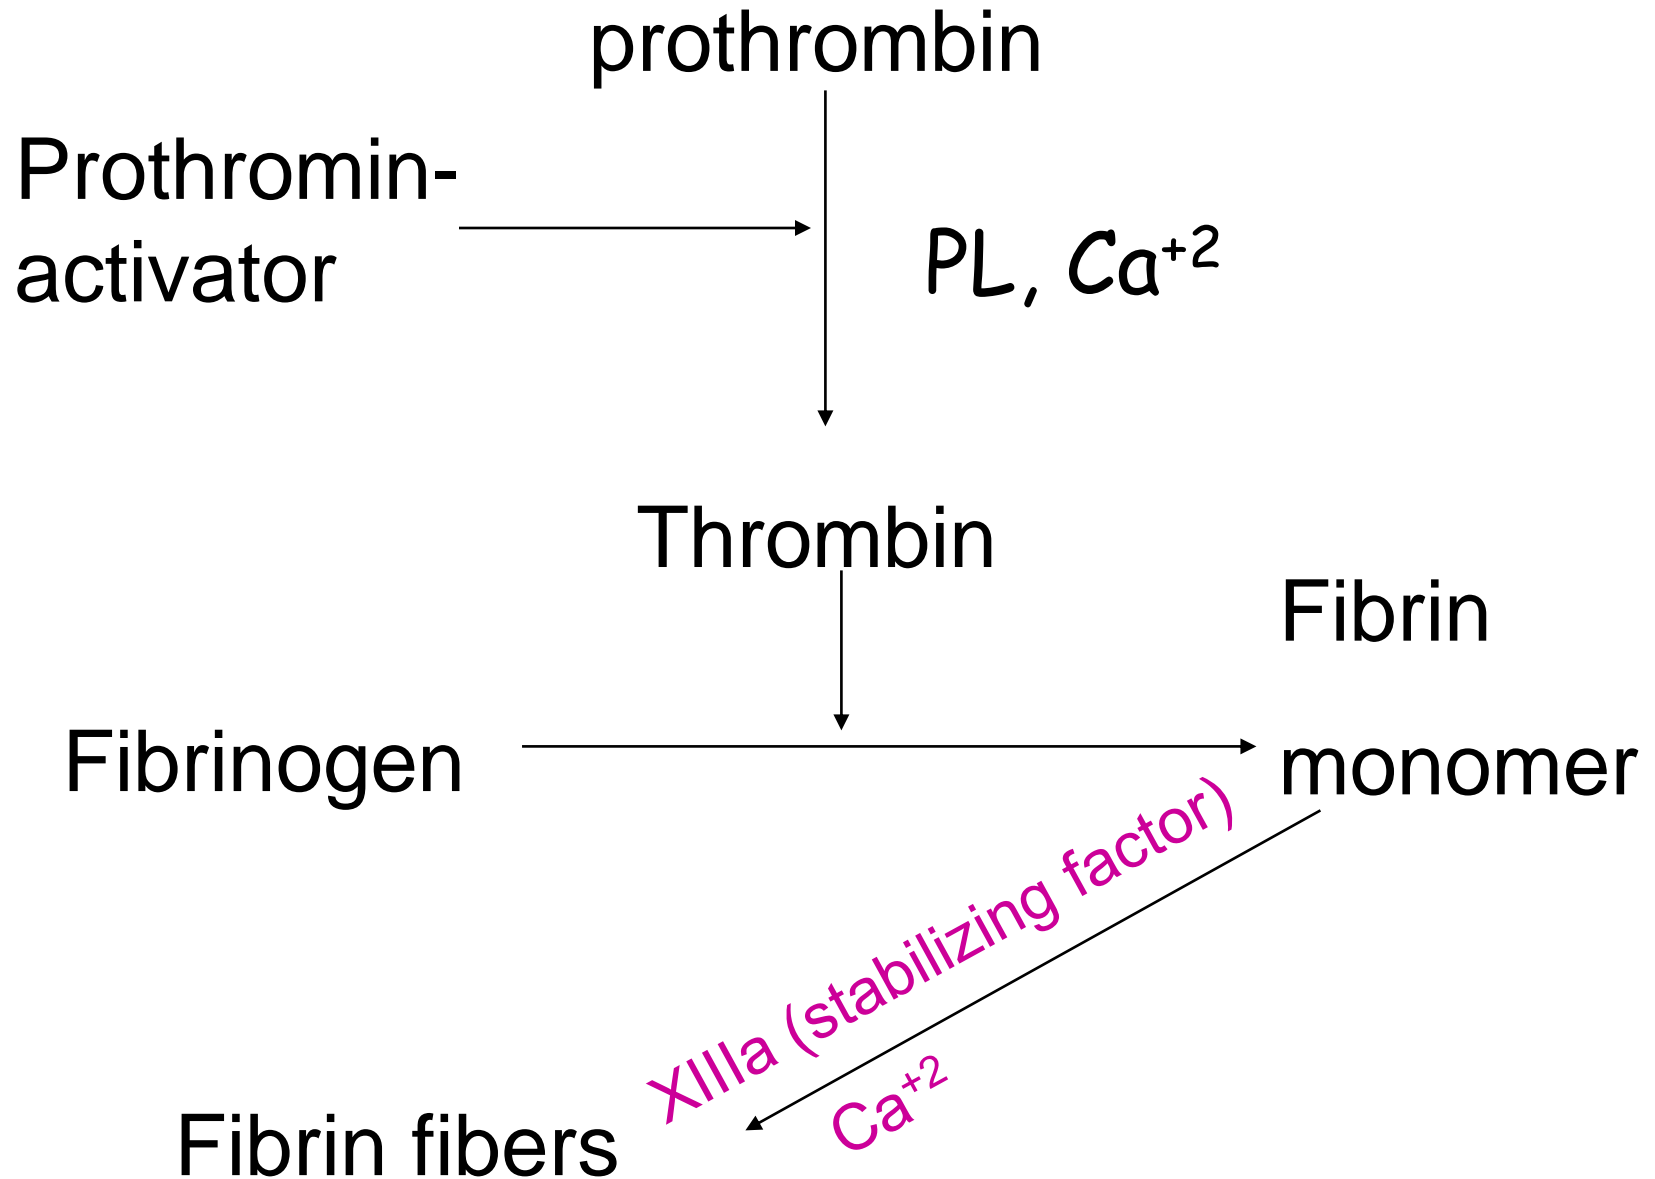 prothrombin
Prothromin-
activator
PL, Ca+2
Thrombin
Fibrin
Fibrinogen
monomer
XIIIa (stabilizing factor)
Ca+2
Fibrin fibers